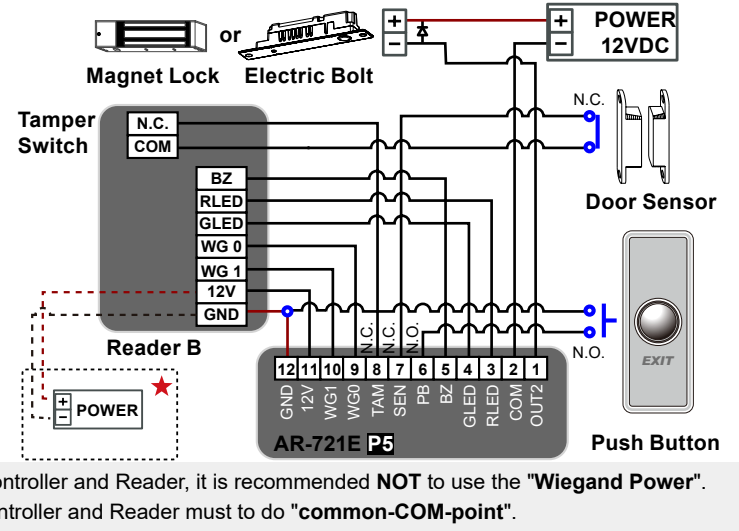 POWER
12VDC
+
−
+
−
or
Magnet Lock
Electric Bolt
N.C.
Tamper
Switch
N.C.
COM
Door Sensor
BZ
RLED
GLED
WG 0
WG 1
12V
GND
Reader B
N.C.
N.C.
N.O.
N.O.
EXIT
Push Button
12 11 10 9 8 7 6 5 4 3 2 1
GND 12V WG1 WG0 TAM SEN PB BZ GLED RLED COM OUT2
AR-721E P5
+
−
POWER
ontroller and Reader, it is recommended NOT to use the "Wiegand Power".
ntroller and Reader must to do "common-COM-point".